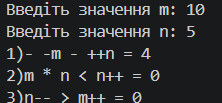 Введіть значення m: 10
Введіть значення n: 5
1)- -m - ++n = 4
2)m * n < n++ = 0
3)n-- > m++ = 0